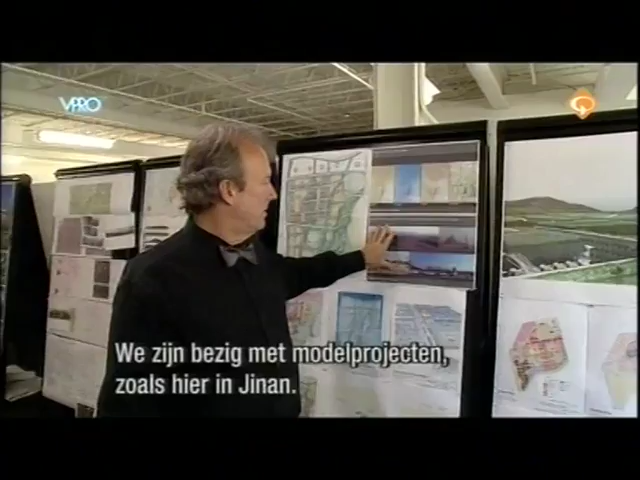 VPRO
We zijn bezig met modelprojecten,
zoals hier in Jinan.